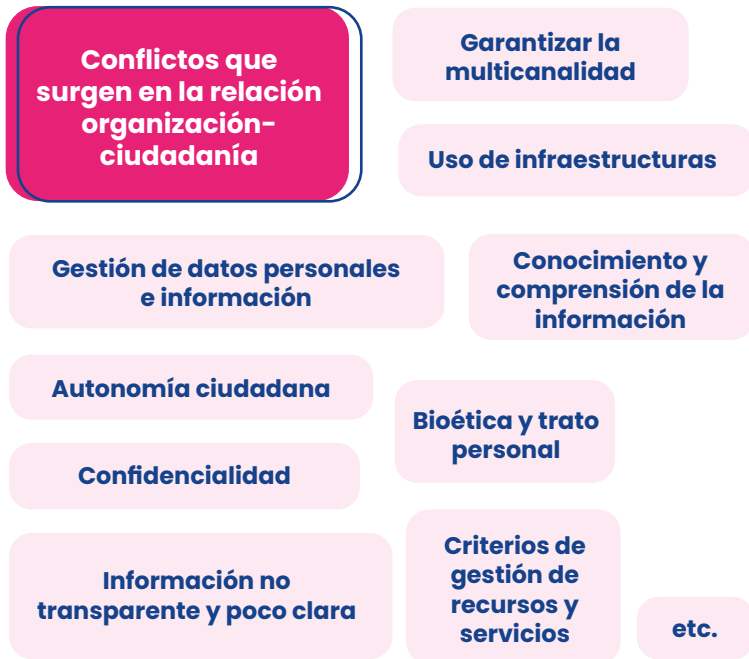 Conflictos que
surgen en la relación
organización-
ciudadanía
Garantizar la
multicanalidad
Uso de infraestructuras
Gestión de datos personales
e información
Conocimiento y
comprensión de la
información
Autonomía ciudadana
Bioética y trato
personal
Confidencialidad
Información no
transparente y poco clara
Criterios de
gestión de
recursos y
servicios
etc.